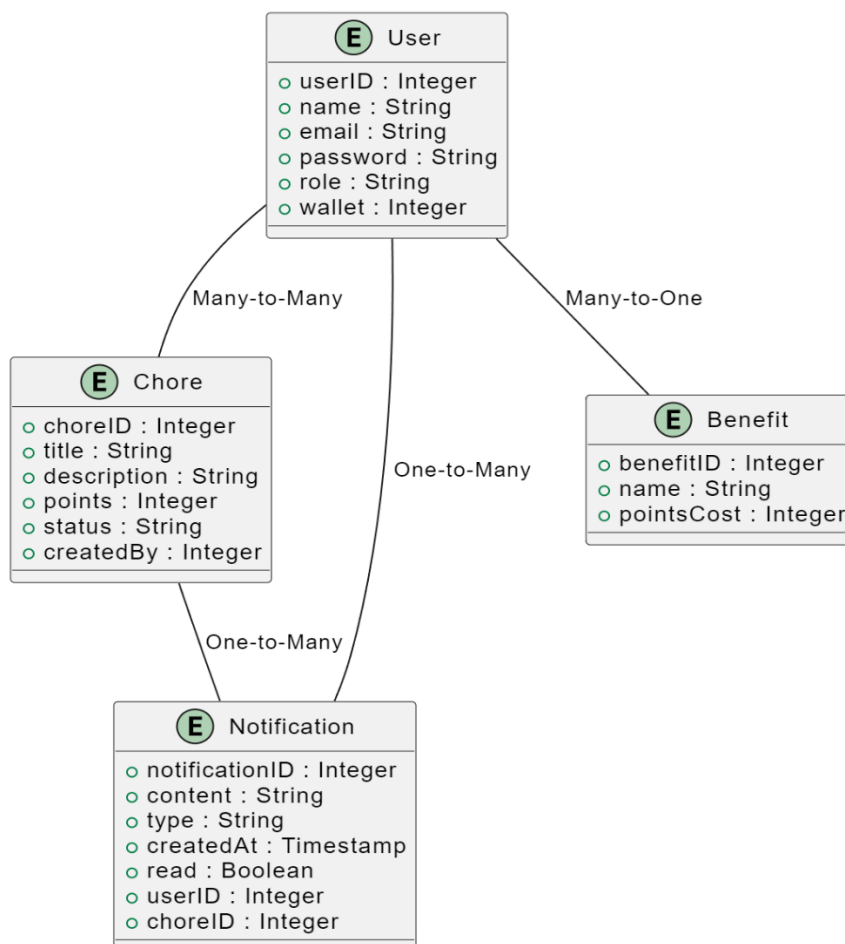 E User
userID : Integer
name : String
email : String
password : String
role : String
wallet : Integer
Many-to-Many
Many-to-One
E Chore
choreID : Integer
title : String
description : String
points : Integer
status : String
createdBy : Integer
E Benefit
benefitID : Integer
name : String
pointsCost : Integer
One-to-Many
One-to-Many
E Notification
notificationID : Integer
content : String
type : String
createdAt : Timestamp
read : Boolean
userID : Integer
choreID : Integer